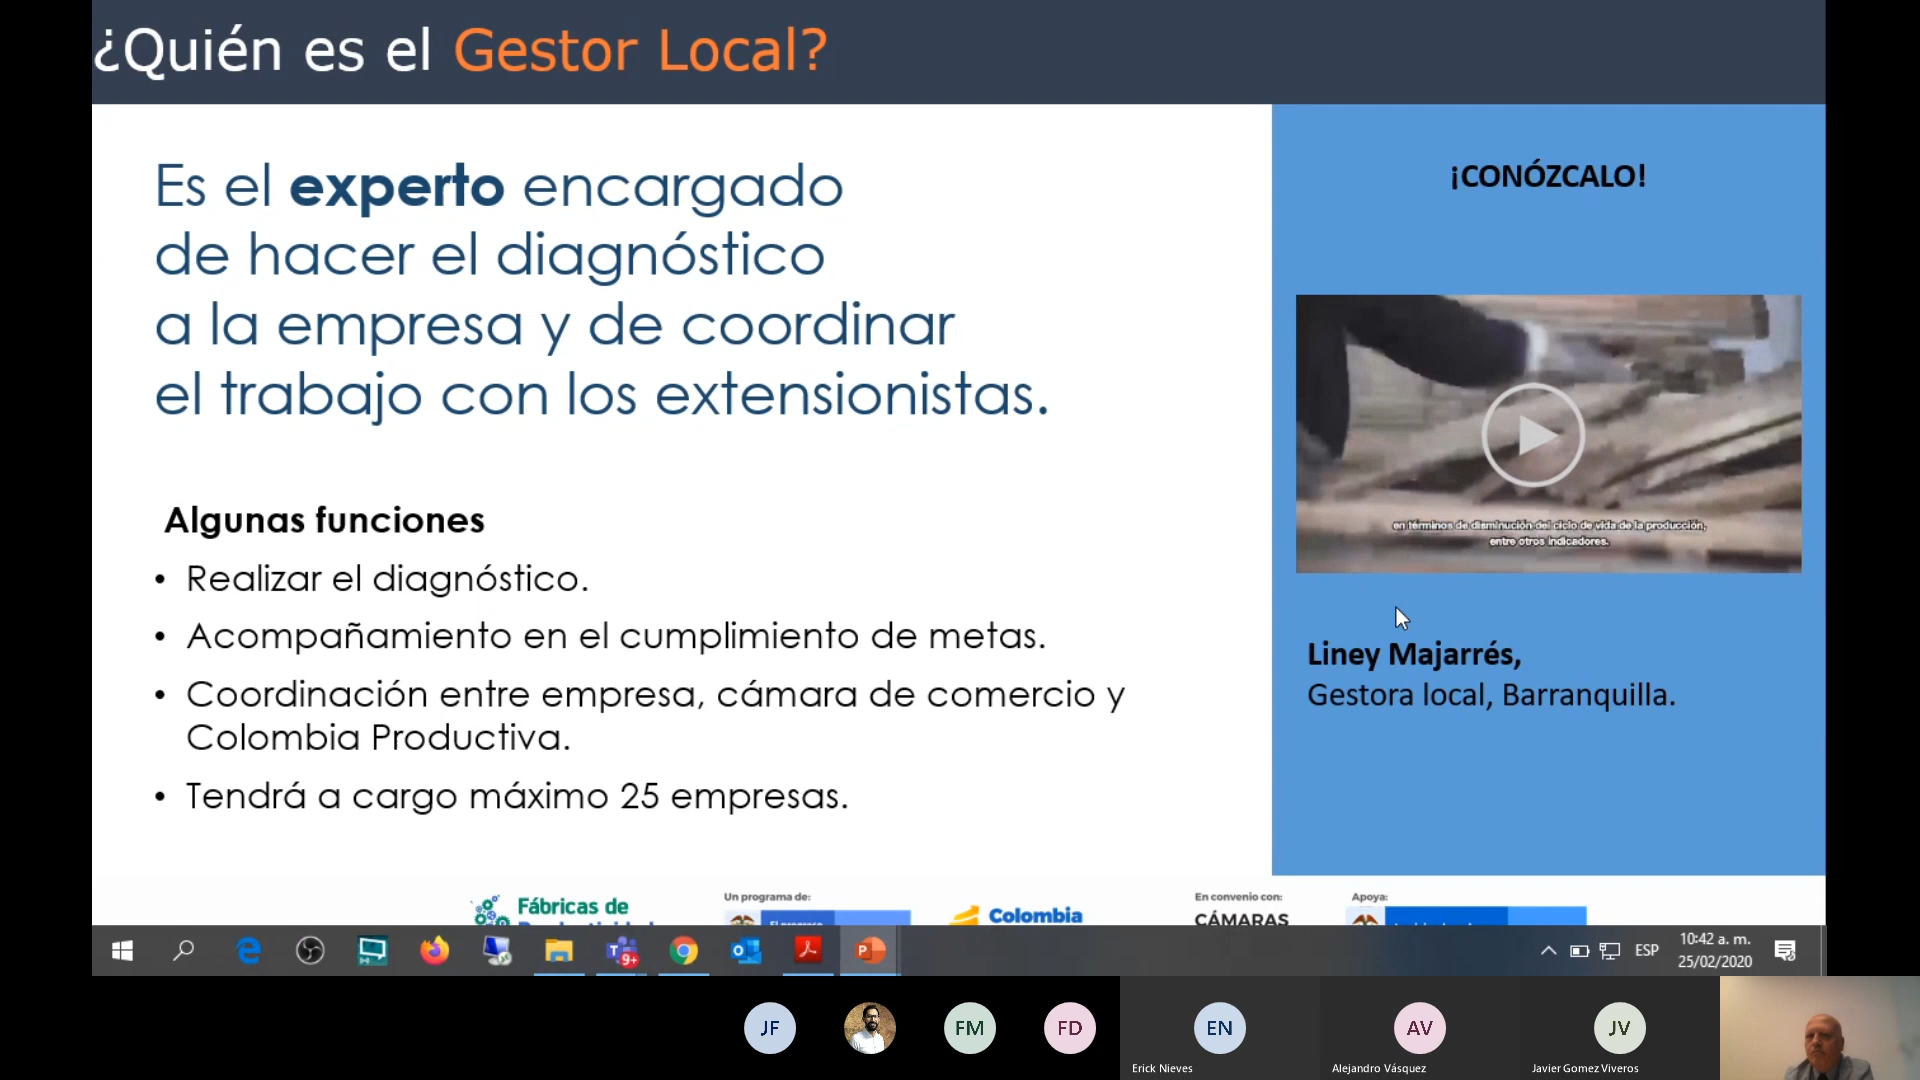 ¿Quién es el Gestor Local?
Es el experto encargado
de hacer el diagnóstico
a la empresa y de coordinar
el trabajo con los extensionistas.
Algunas funciones
• Realizar el diagnóstico.
• Acompañamiento en el cumplimiento de metas.
• Coordinación entre empresa, cámara de comercio y
Colombia Productiva.
• Tendrá a cargo máximo 25 empresas.
¡CONÓZCALO!
en términos de disminución del ciclo de vida de la producción,
entre otros indicadores.
Liney Majarrés,
Gestora local, Barranquilla.
Fábricas de
Un programa de:
El progreso
Colombia
En convenio con:
CÁMARAS
Apoya:
9+
ESP
10:42 a. m.
25/02/2020
JF
FM
FD
EN
AV
JV
Erick Nieves
Alejandro Vásquez
Javier Gomez Viveros